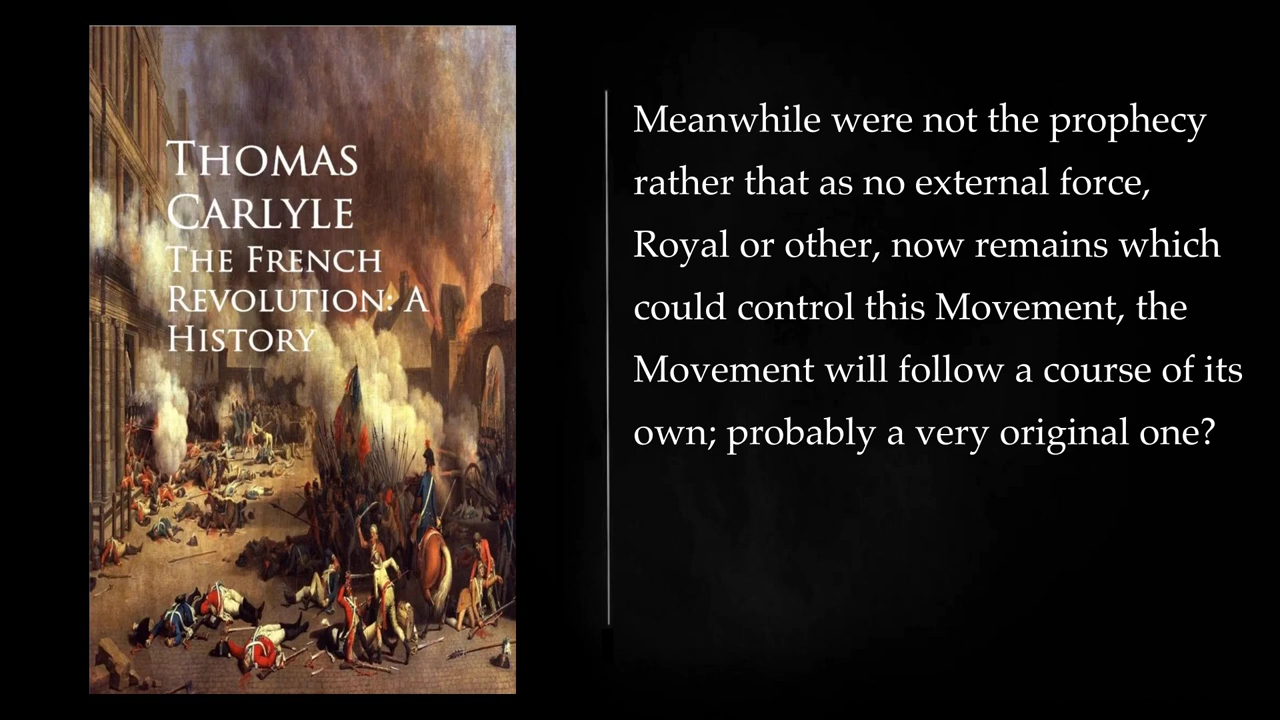 THOMAS
CARLYLE
THE FRENCH
REVOLUTION: A
HISTORY
Meanwhile were not the prophecy
rather that as no external force,
Royal or other, now remains which
could control this Movement, the
Movement will follow a course of its
own; probably a very original one?